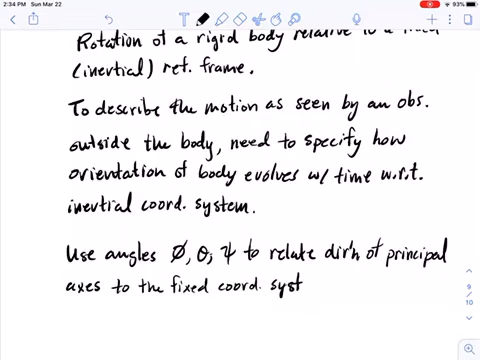 2:34 PM Sun Mar 22
93%
Rotation of a rigid body relative to a fixed
(inertial) ref. frame.
To describe the motion as seen by an obs.
outside the body, need to specify how
orientation of body evolves w/ time w.r.t.
inertial coord. system.
Use angles Ø, θ, ψ to relate dir'n of principal
axes to the fixed coord. syst
9
/
10